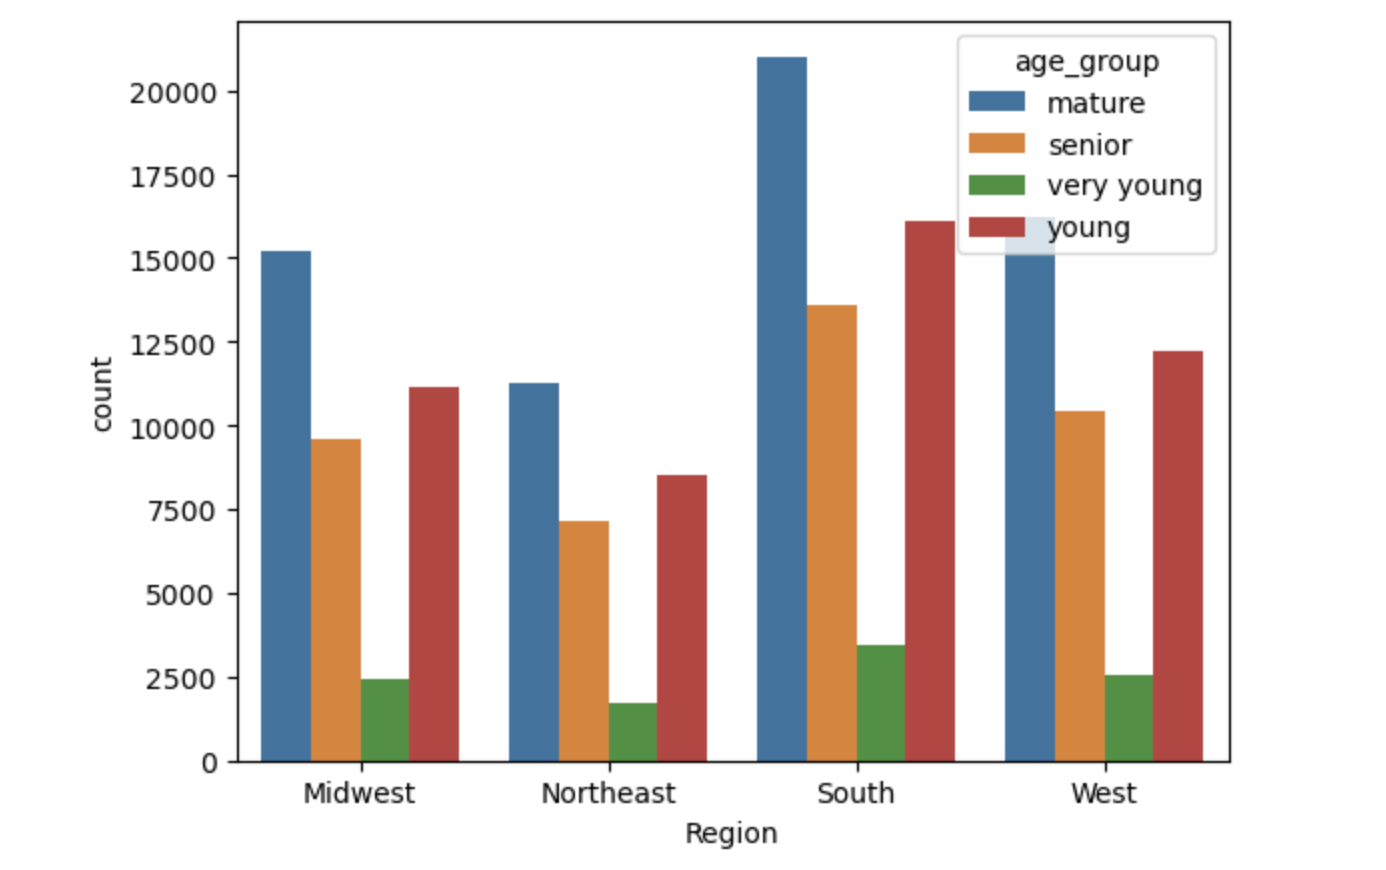 20000
17500
15000
12500
10000
7500
5000
2500
0
count
Midwest Northeast South West
Region
age_group
mature
senior
very young
young